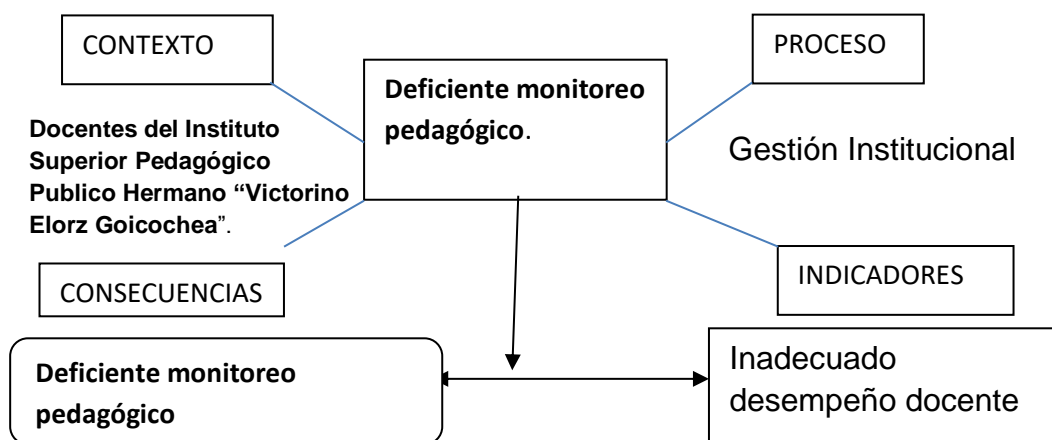 CONTEXTO
PROCESO
Deficiente monitoreo
pedagógico.
Docentes del Instituto
Superior Pedagógico
Publico Hermano “Victorino
Elorz Goicochea”.
Gestión Institucional
CONSECUENCIAS
INDICADORES
Deficiente monitoreo
pedagógico
Inadecuado
desempeño docente